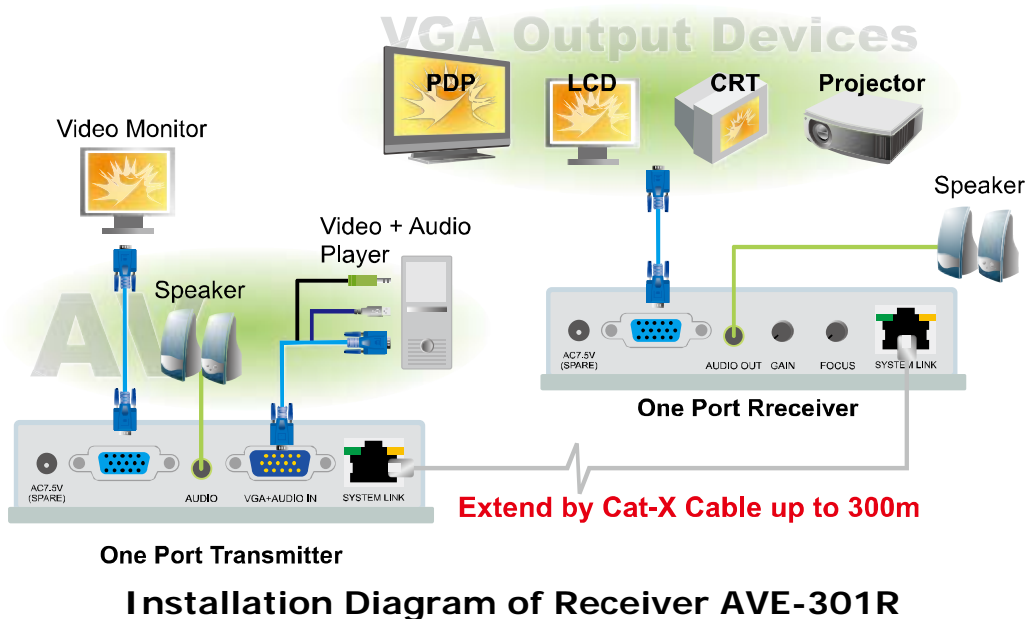 VGA Output Devices
PDP
LCD
CRT
Projector
Video Monitor
Speaker
Video + Audio
Player
Speaker
AV
AC7.5V
(SPARE)
AUDIO OUT
GAIN
FOCUS
SYSTEM LINK
One Port Rreceiver
AC7.5V
(SPARE)
AUDIO
VGA+AUDIO IN
SYSTEM LINK
Extend by Cat-X Cable up to 300m
One Port Transmitter
Installation Diagram of Receiver AVE-301R